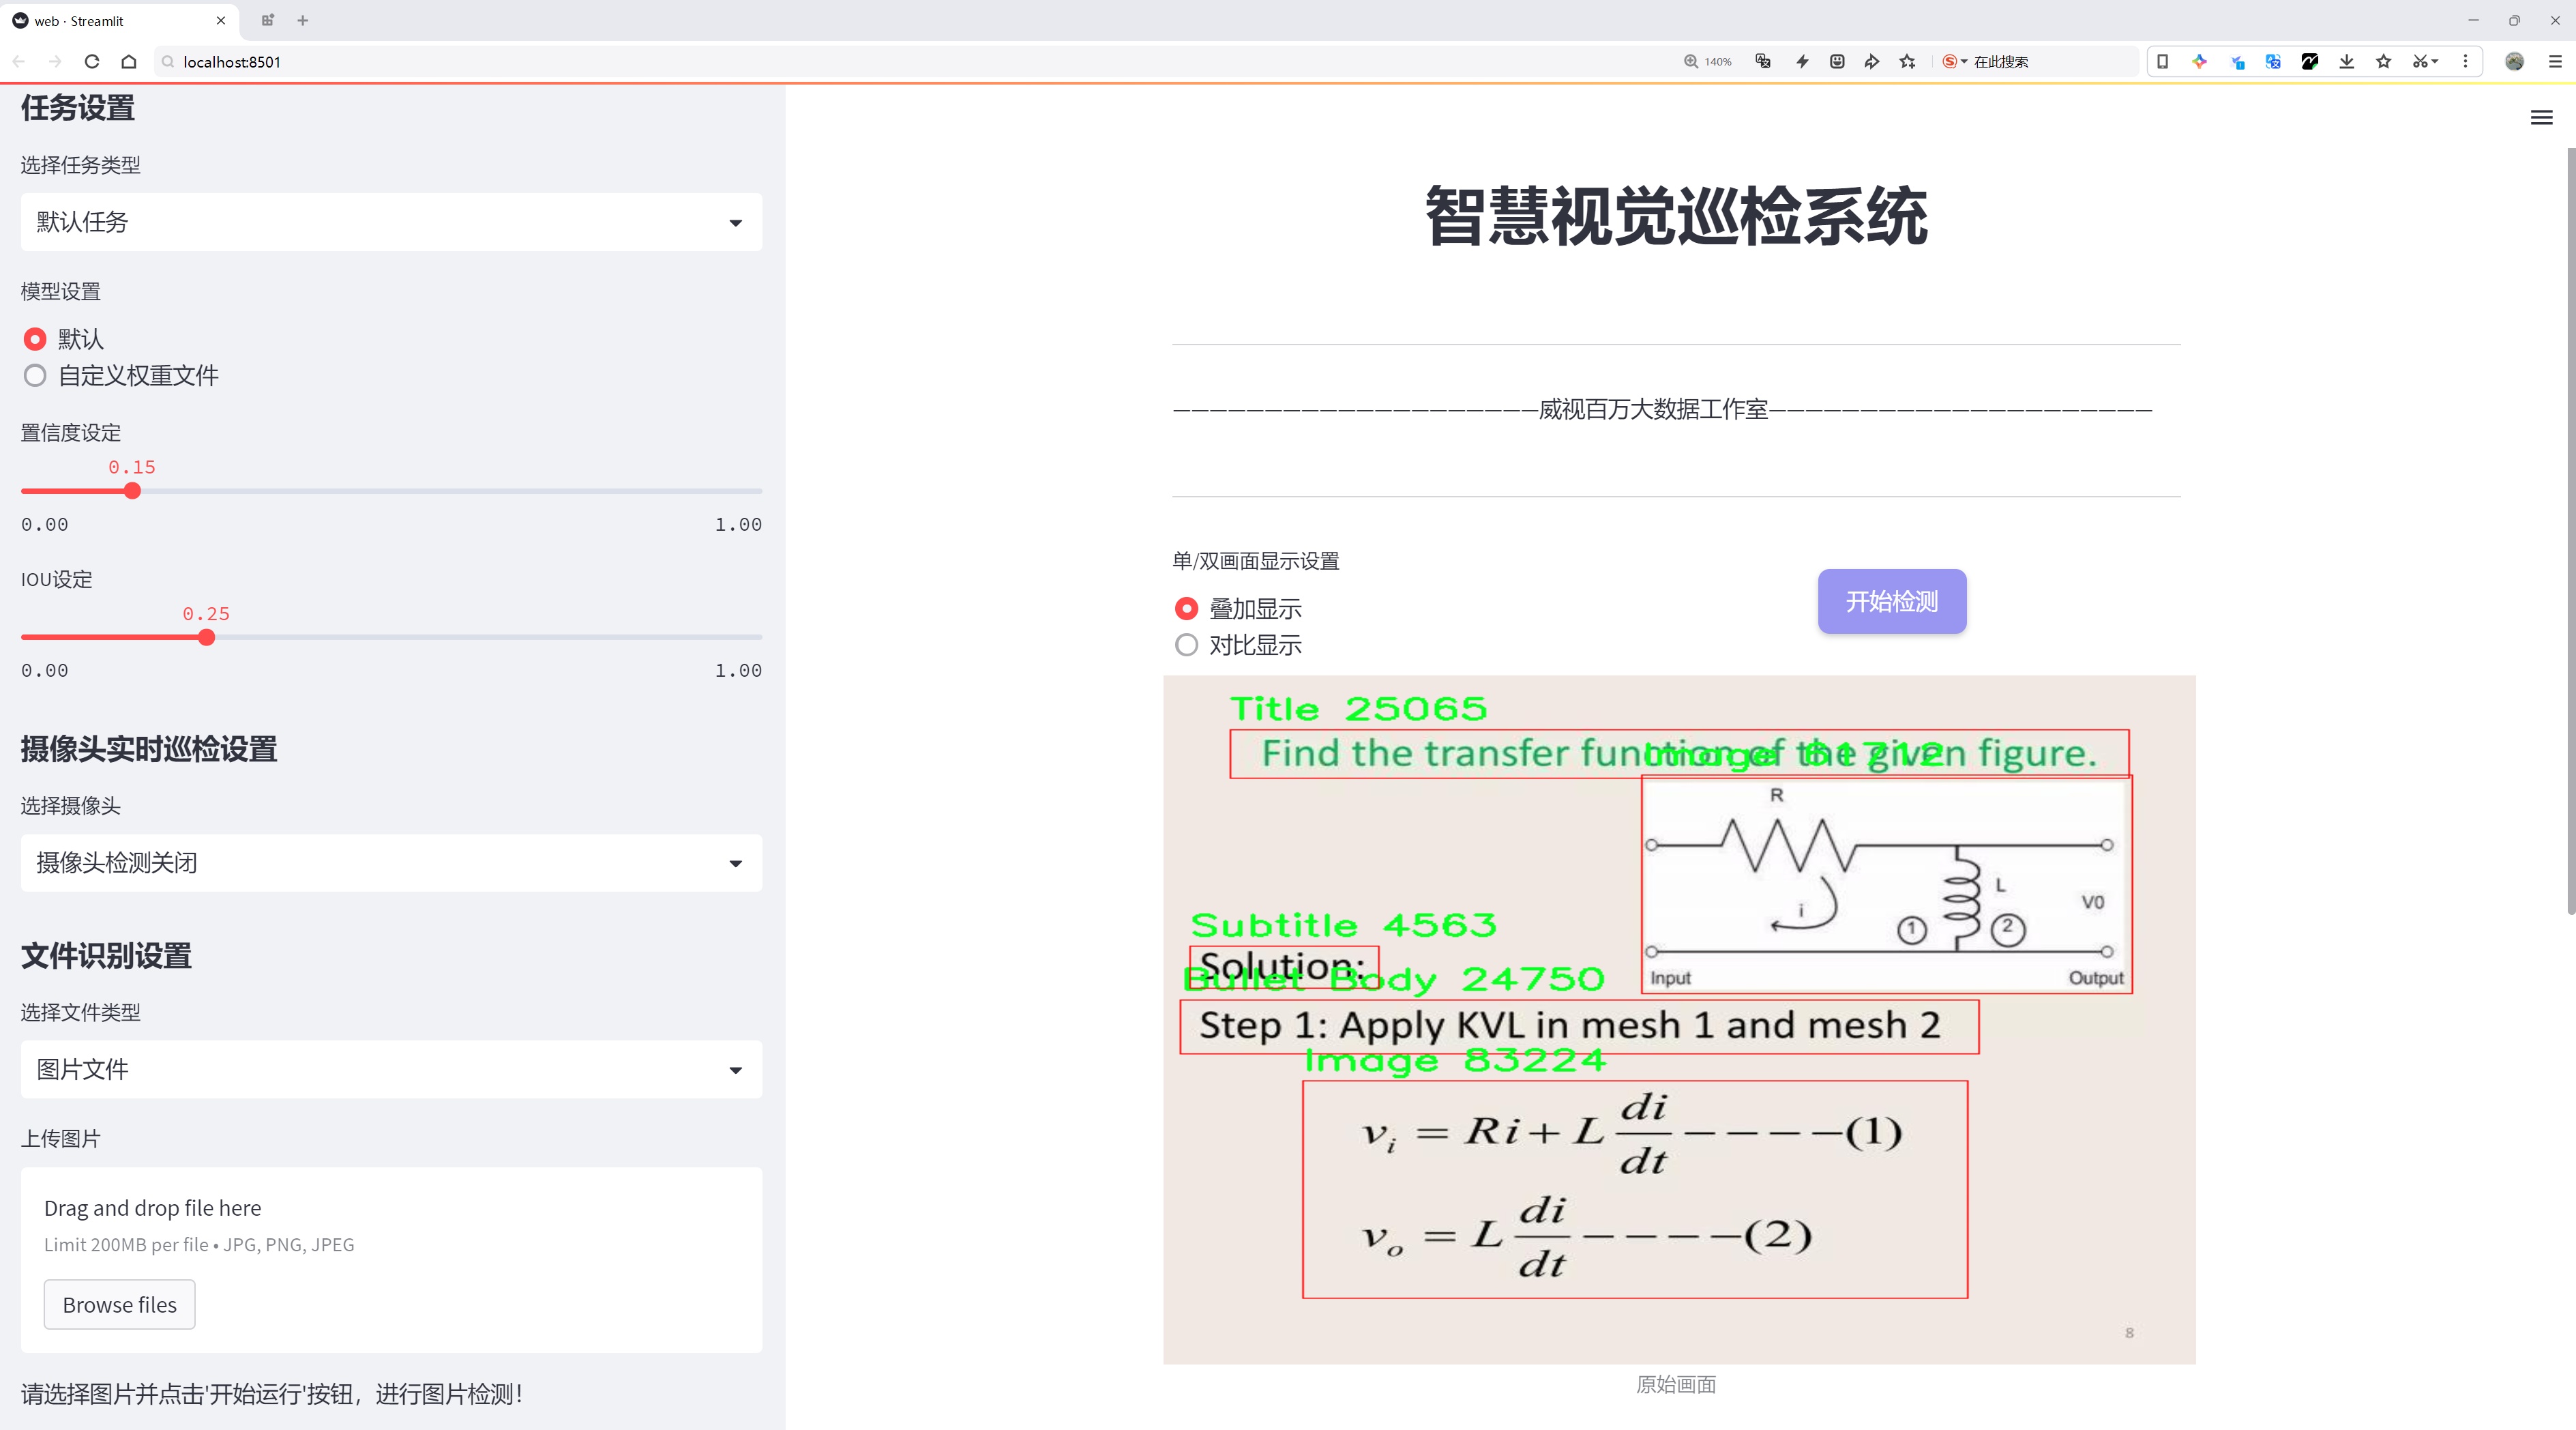 web · Streamlit
localhost:8501
140%
在此搜索
任务设置
选择任务类型
默认任务
模型设置
默认
自定义权重文件
置信度设定
0.15
0.00 1.00
IOU设定
0.25
0.00 1.00
摄像头实时巡检设置
选择摄像头
摄像头检测关闭
文件识别设置
选择文件类型
图片文件
上传图片
Drag and drop file here
Limit 200MB per file • JPG, PNG, JPEG
Browse files
请选择图片并点击'开始运行'按钮，进行图片检测！
智慧视觉巡检系统
—————————————————————威视百万大数据工作室——————————————————————
单/双画面显示设置
叠加显示
对比显示
开始检测
Title 25065
Find the transfer function of the given figure.
Image 61712
R
i
L
V0
1
2
Input
Output
Subtitle 4563
Solution:
Bullet Body 24750
Step 1: Apply KVL in mesh 1 and mesh 2
Image 83224
v_i = Ri + L di/dt ----(1)
v_o = L di/dt ----(2)
8
原始画面